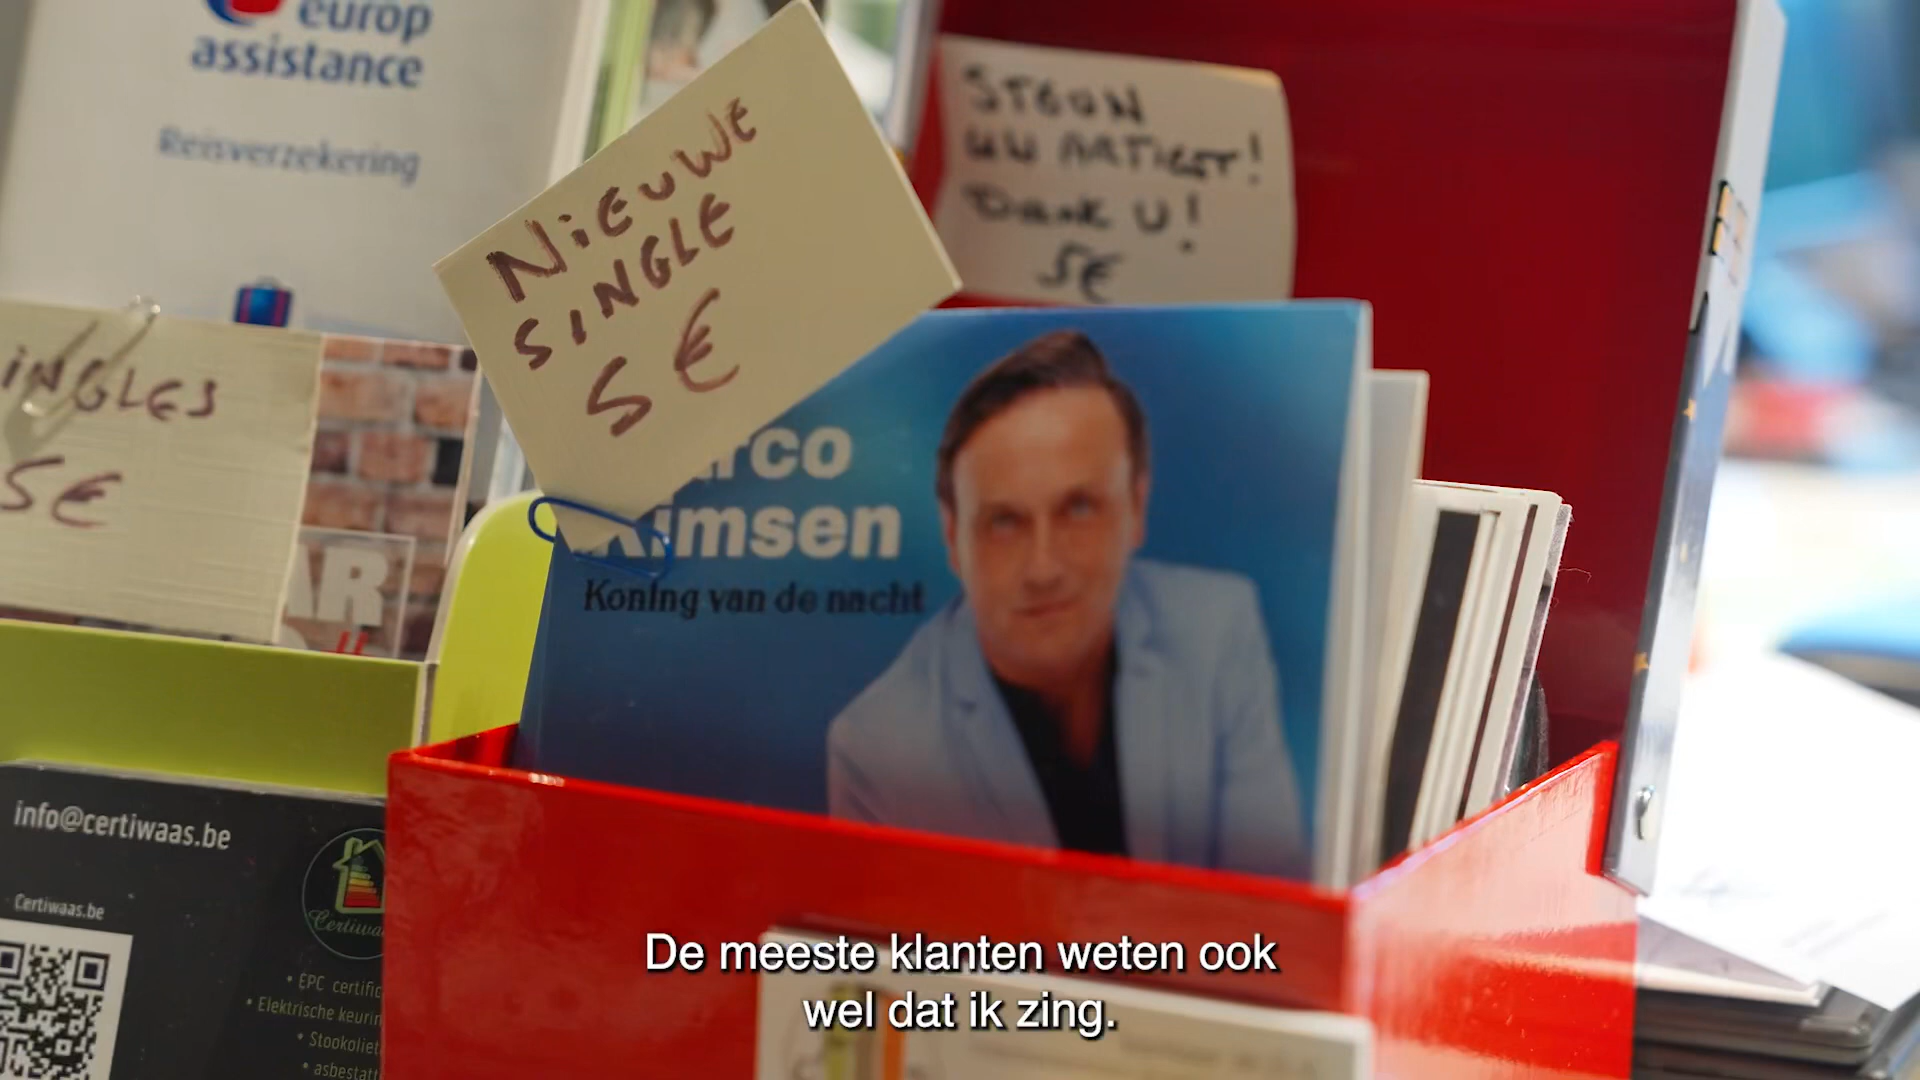 europ
assistance
Reisverzekering
NiEUWE
SINGLE
5€
STEUN
UW ARTIEST!
DANK U!
5€
iNGLES
5€
rco
Kimsen
Koning van de nacht
AR
info@certiwaas.be
Certiwaas.be
• EPC certific
• Elektrische keurin
• Stookoliet
• asbestatt
De meeste klanten weten ook
wel dat ik zing.